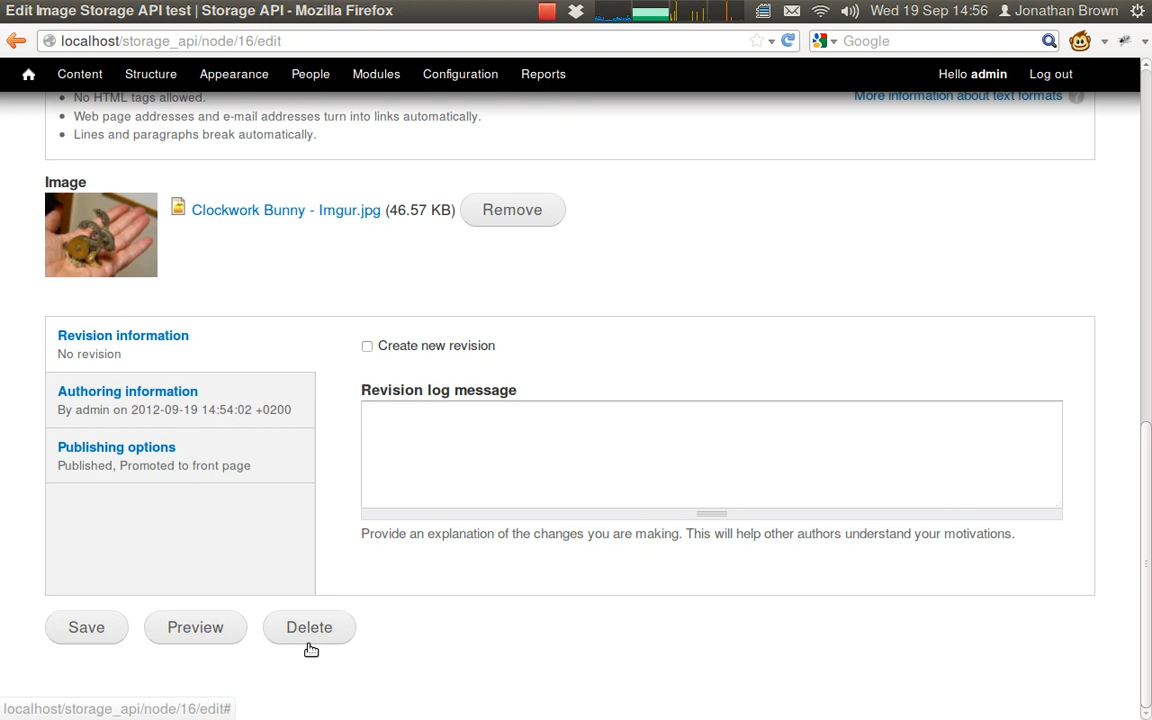 Edit Image Storage API test | Storage API - Mozilla Firefox
Wed 19 Sep 14:56 Jonathan Brown
localhost/storage_api/node/16/edit
Google
Content Structure Appearance People Modules Configuration Reports Hello admin Log out
No HTML tags allowed. More information about text formats ?
Web page addresses and e-mail addresses turn into links automatically.
Lines and paragraphs break automatically.
Image
Clockwork Bunny - Imgur.jpg (46.57 KB) Remove
Revision information
No revision
Create new revision
Authoring information
By admin on 2012-09-19 14:54:02 +0200
Revision log message
Publishing options
Published, Promoted to front page
Provide an explanation of the changes you are making. This will help other authors understand your motivations.
Save Preview Delete
localhost/storage_api/node/16/edit#